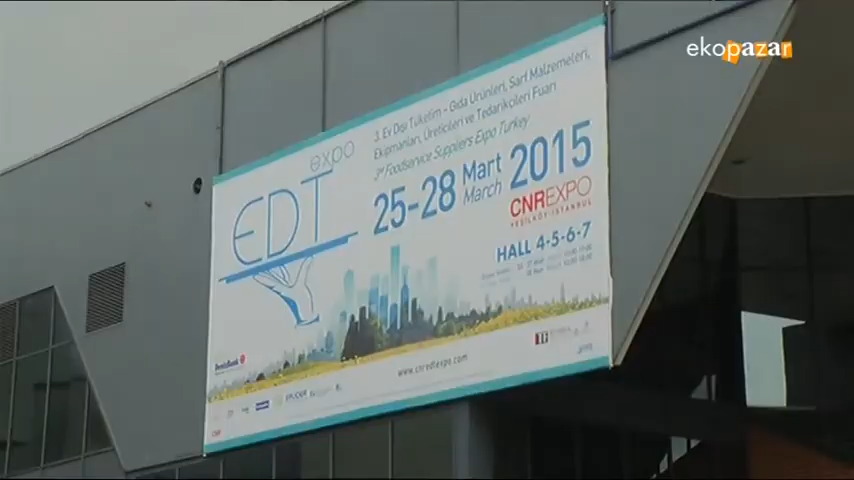 ekopazar
3. Ev Dışı Tüketim - Gıda Ürünleri, Sarf Malzemeleri,
Ekipmanları, Üreticileri ve Tedarikçileri Fuarı
3rd Foodservice Suppliers Expo Turkey
expo
EDT
25-28 Mart 2015
March
CNREXPO
YEŞİLKÖY-İSTANBUL
HALL 4-5-6-7
DenizBank
www.cnredtexpo.com
CNR